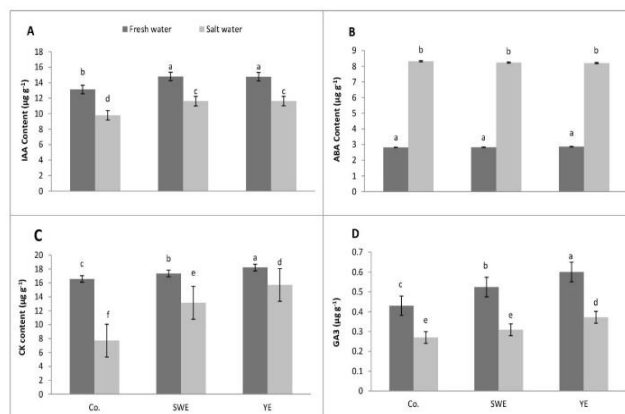 A
Fresh water
Salt water
IAA Content (µg g⁻¹)
18
16
14
12
10
8
6
4
2
0
b
d
a
c
a
c
B
ABA Content (µg g⁻¹)
9
8
7
6
5
4
3
2
1
0
a
b
a
b
a
b
C
CK content (µg g⁻¹)
20
18
16
14
12
10
8
6
4
2
0
c
f
b
e
a
d
Co.
SWE
YE
D
GA3 (µg g⁻¹)
0.7
0.6
0.5
0.4
0.3
0.2
0.1
0
c
e
b
e
a
d
Co.
SWE
YE